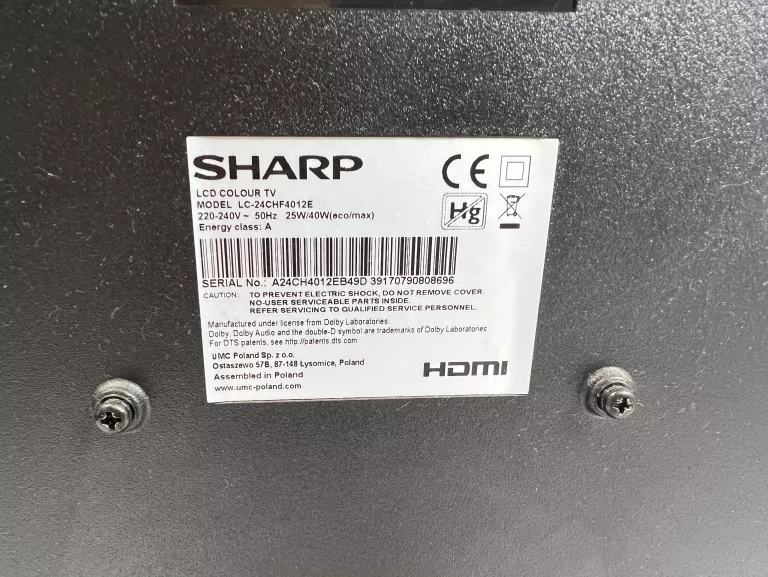 SHARP
LCD COLOUR TV
MODEL LC-24CHF4012E
220-240V ~ 50Hz 25W/40W(eco/max)
Energy class: A
CE
Hg
SERIAL No.: A24CH4012EB49D 39170790808696
CAUTION: TO PREVENT ELECTRIC SHOCK, DO NOT REMOVE COVER.
NO-USER SERVICEABLE PARTS INSIDE.
REFER SERVICING TO QUALIFIED SERVICE PERSONNEL.
Manufactured under license from Dolby Laboratories.
Dolby, Dolby Audio and the double-D symbol are trademarks of Dolby Laboratories
For DTS patents, see http://patents.dts.com
UMC Poland Sp. z o.o.
Ostaszewo 57B, 87-148 Łysomice, Poland
Assembled in Poland
www.umc-poland.com
HDMI